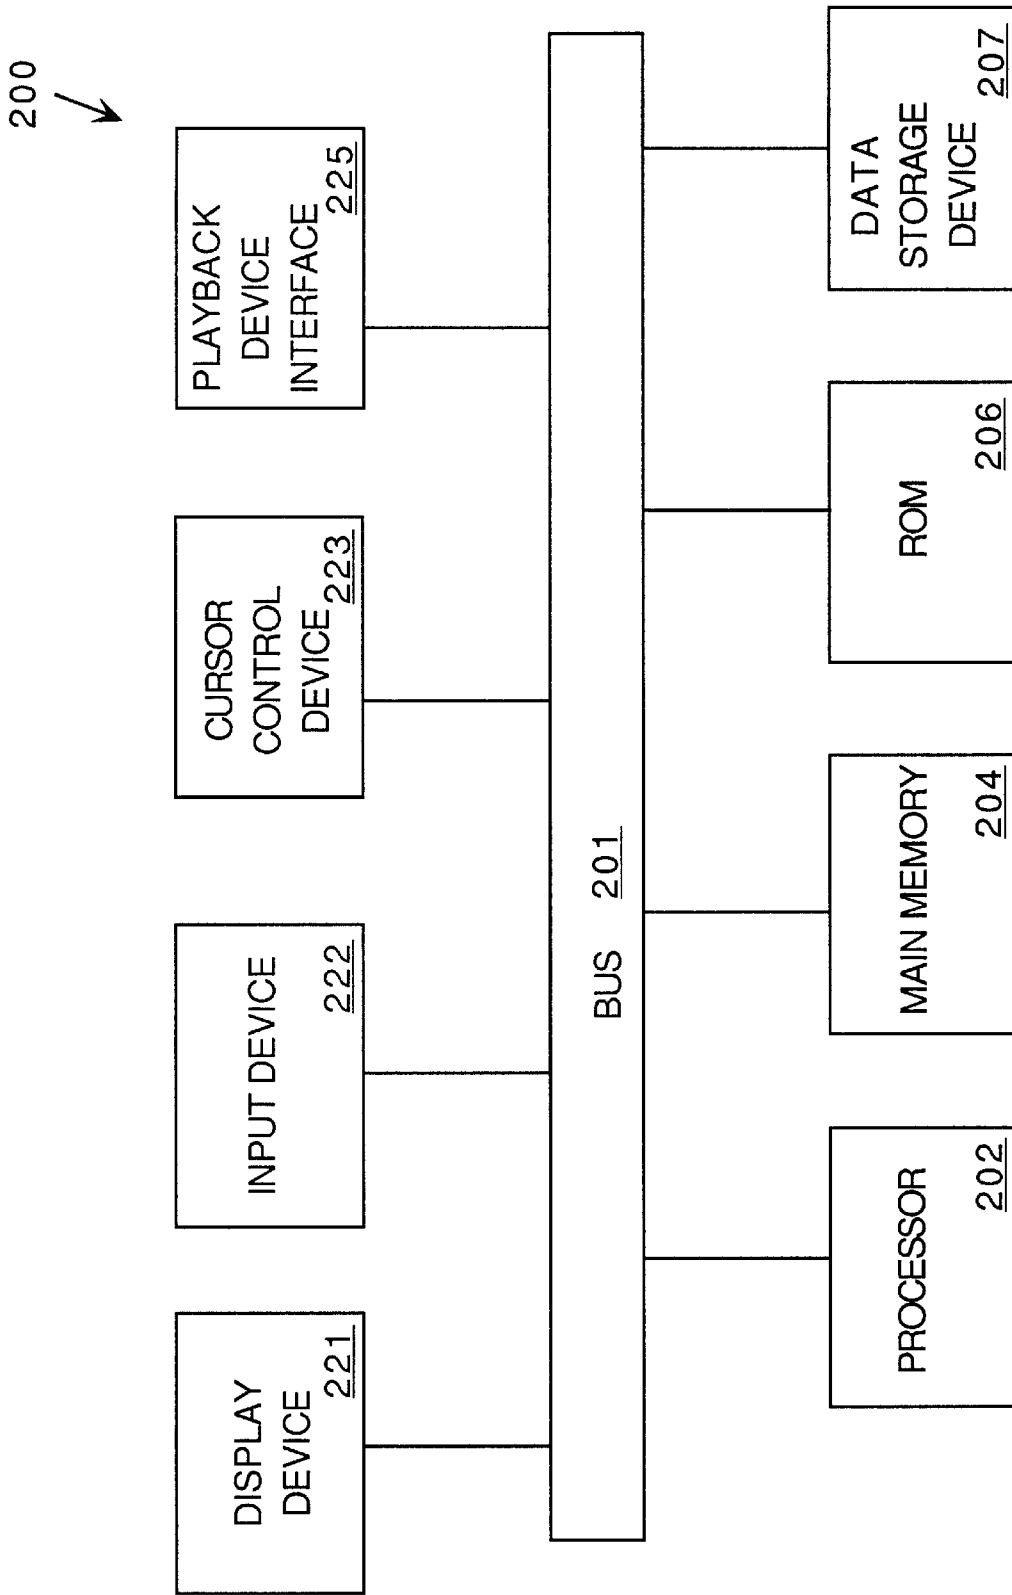 200
DISPLAY
DEVICE
221
INPUT DEVICE
222
CURSOR
CONTROL
DEVICE
223
PLAYBACK
DEVICE
INTERFACE
225
BUS 201
PROCESSOR
202
MAIN MEMORY
204
ROM
206
DATA
STORAGE
DEVICE
207